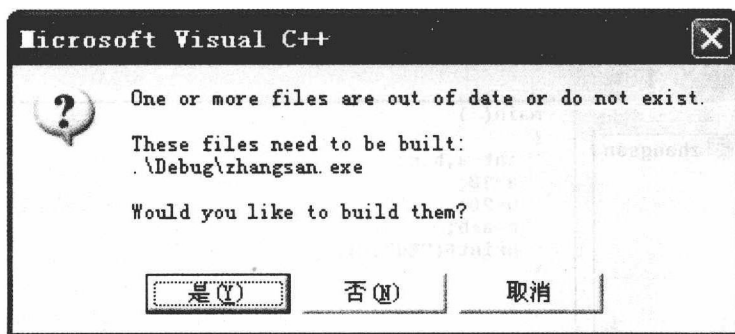 Microsoft Visual C++
One or more files are out of date or do not exist.
These files need to be built:
.\Debug\zhangsan.exe
Would you like to build them?
是(Y)
否(N)
取消